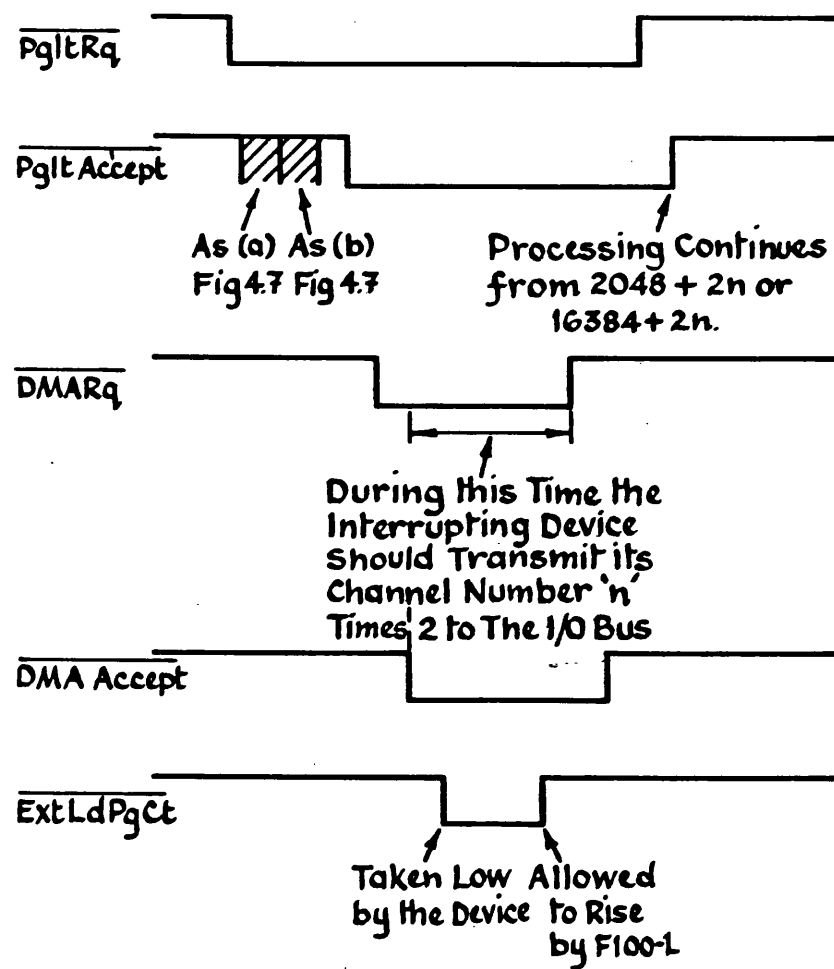 PgItRq
PgIt Accept
As (a) As (b)
Fig 4.7 Fig 4.7
Processing Continues
from 2048 + 2n or
16384 + 2n.
DMARq
During this Time the
Interrupting Device
Should Transmit its
Channel Number 'n'
Times 2 to The I/O Bus
DMA Accept
ExtLdPgCt
Taken Low
by the Device
Allowed
to Rise
by F100-L